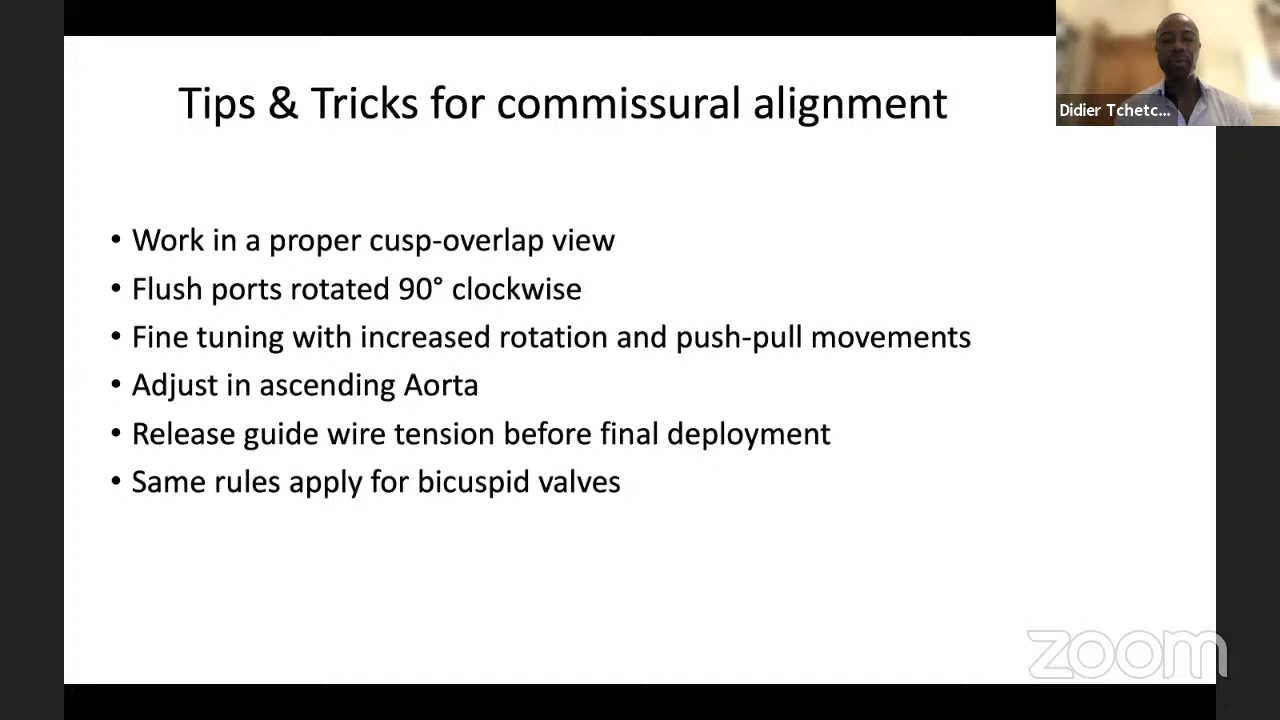 Tips & Tricks for commissural alignment
Didier Tchetc...
• Work in a proper cusp-overlap view
• Flush ports rotated 90° clockwise
• Fine tuning with increased rotation and push-pull movements
• Adjust in ascending Aorta
• Release guide wire tension before final deployment
• Same rules apply for bicuspid valves
zoom